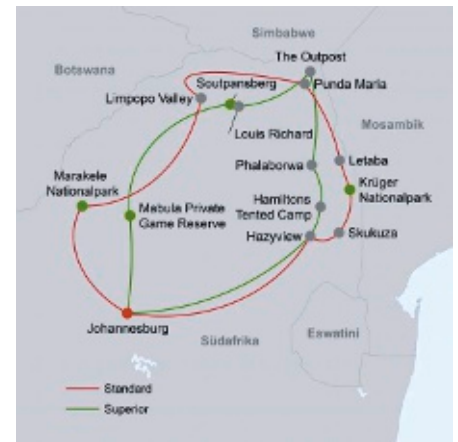 Simbabwe
The Outpost
Botswana
Soutpansberg
Punda Maria
Limpopo Valley
Mosambik
Louis Richard
Letaba
Phalaborwa
Marakele
Nationalpark
Krüger
Nationalpark
Mabula Private
Game Reserve
Hamiltons
Tented Camp
Skukuza
Hazyview
Johannesburg
Südafrika
Eswatini
Standard
Superior